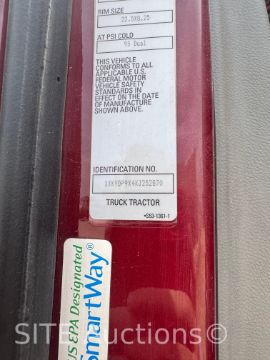 RIM SIZE
22.5X8.25
AT PSI COLD
95 Dual
THIS VEHICLE
CONFORMS TO ALL
APPLICABLE U.S.
FEDERAL MOTOR
VEHICLE SAFETY
STANDARDS IN
EFFECT ON THE DATE
OF MANUFACTURE
SHOWN ABOVE.
IDENTIFICATION NO.
TRUCK TRACTOR
US EPA Designated
SmartWay
SITEauctions©.com